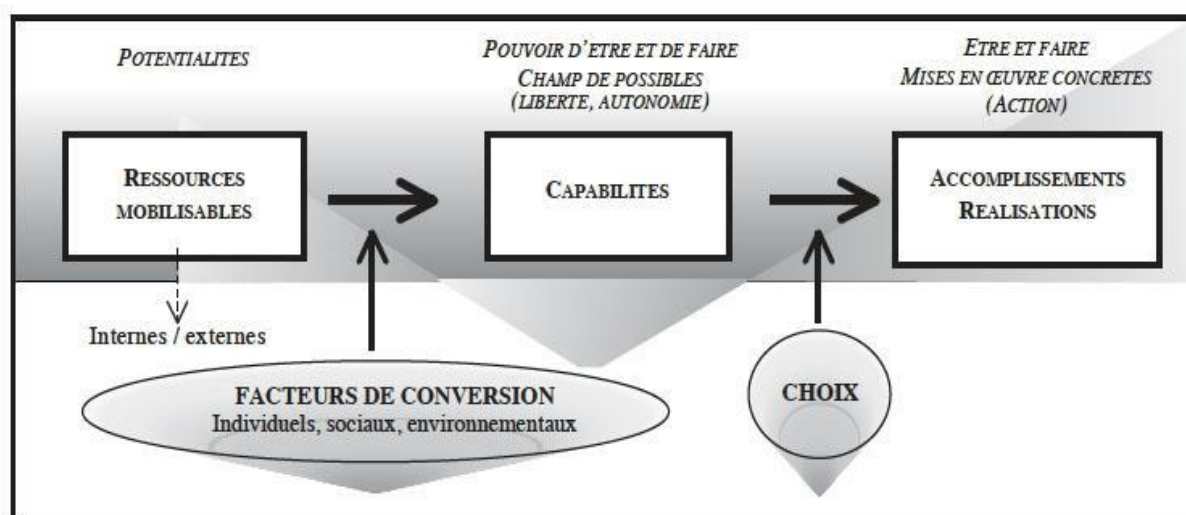 POTENTIALITES
POUVOIR D'ETRE ET DE FAIRE
CHAMP DE POSSIBLES
(LIBERTE, AUTONOMIE)
ETRE ET FAIRE
MISES EN ŒUVRE CONCRETES
(ACTION)
RESSOURCES
MOBILISABLES
CAPABILITES
ACCOMPLISSEMENTS
REALISATIONS
Internes / externes
FACTEURS DE CONVERSION
Individuels, sociaux, environnementaux
CHOIX